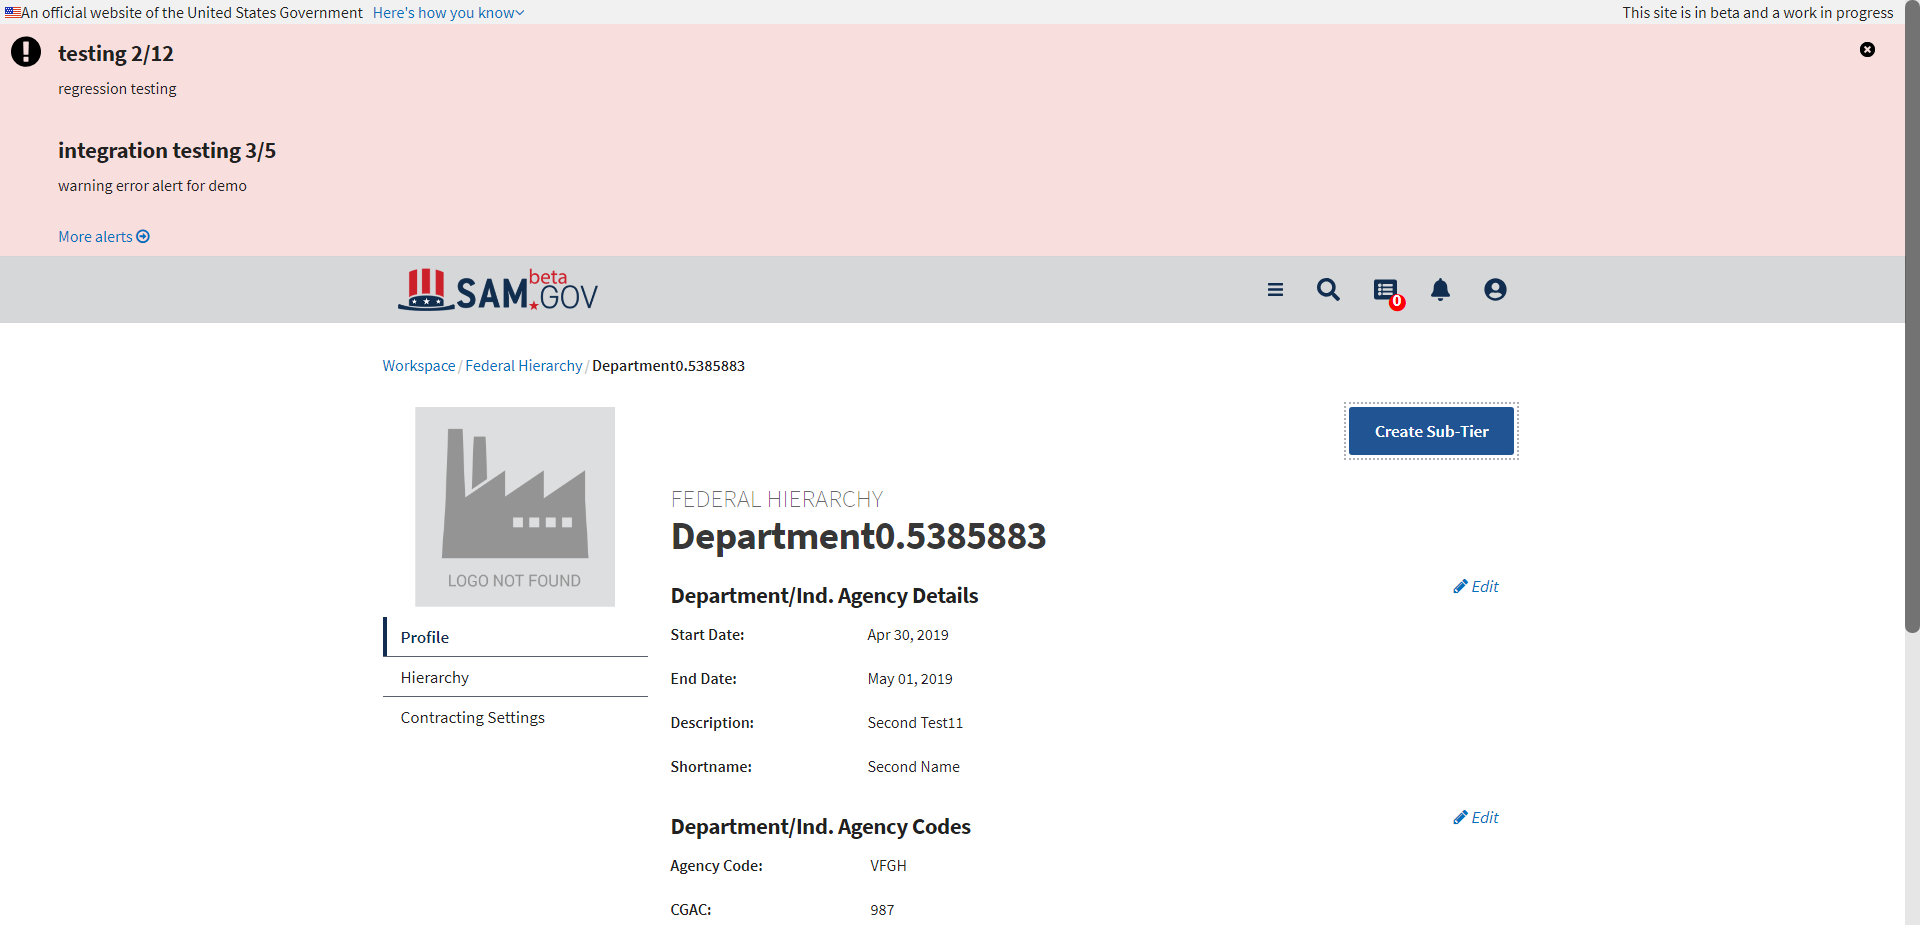 An official website of the United States Government Here's how you know
This site is in beta and a work in progress
testing 2/12
regression testing
integration testing 3/5
warning error alert for demo
More alerts
SAM.GOV beta
0
Workspace / Federal Hierarchy / Department0.5385883
LOGO NOT FOUND
Create Sub-Tier
Profile
Hierarchy
Contracting Settings
FEDERAL HIERARCHY
Department0.5385883
Department/Ind. Agency Details
Edit
Start Date: Apr 30, 2019
End Date: May 01, 2019
Description: Second Test11
Shortname: Second Name
Department/Ind. Agency Codes
Edit
Agency Code: VFGH
CGAC: 987